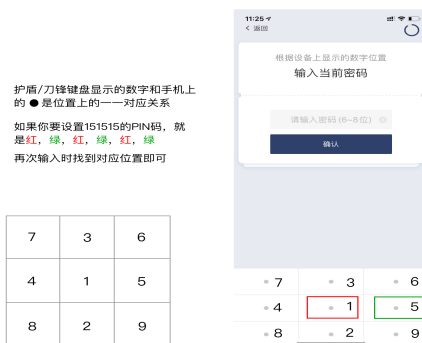 护盾/刀锋键盘显示的数字和手机上
的 ● 是位置上的一一对应关系
如果你要设置151515的PIN码，就
是红，绿，红，绿，红，绿
再次输入时找到对应位置即可
7 3 6
4 1 5
8 2 9
11:25
返回
根据设备上显示的数字位置
输入当前密码
请输入密码 (6~8位)
确认
7 3 6
4 1 5
8 2 9